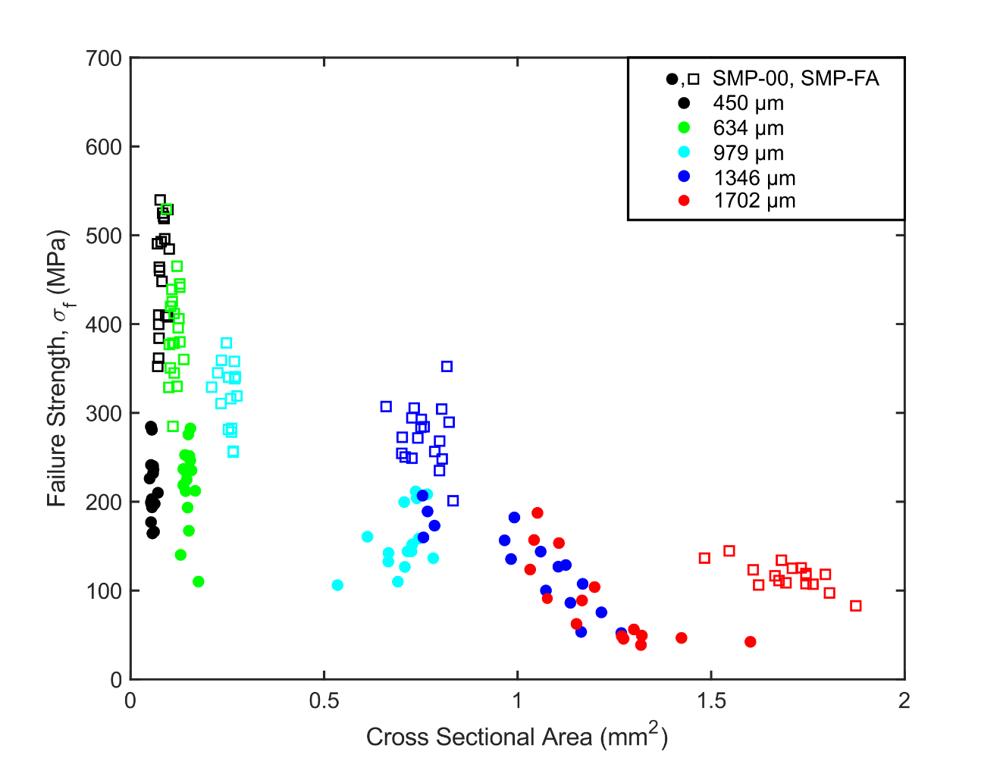 700
600
500
400
300
200
100
0
0
0.5
1
1.5
2
Failure Strength, σf (MPa)
Cross Sectional Area (mm²)
, SMP-00, SMP-FA
450 µm
634 µm
979 µm
1346 µm
1702 µm